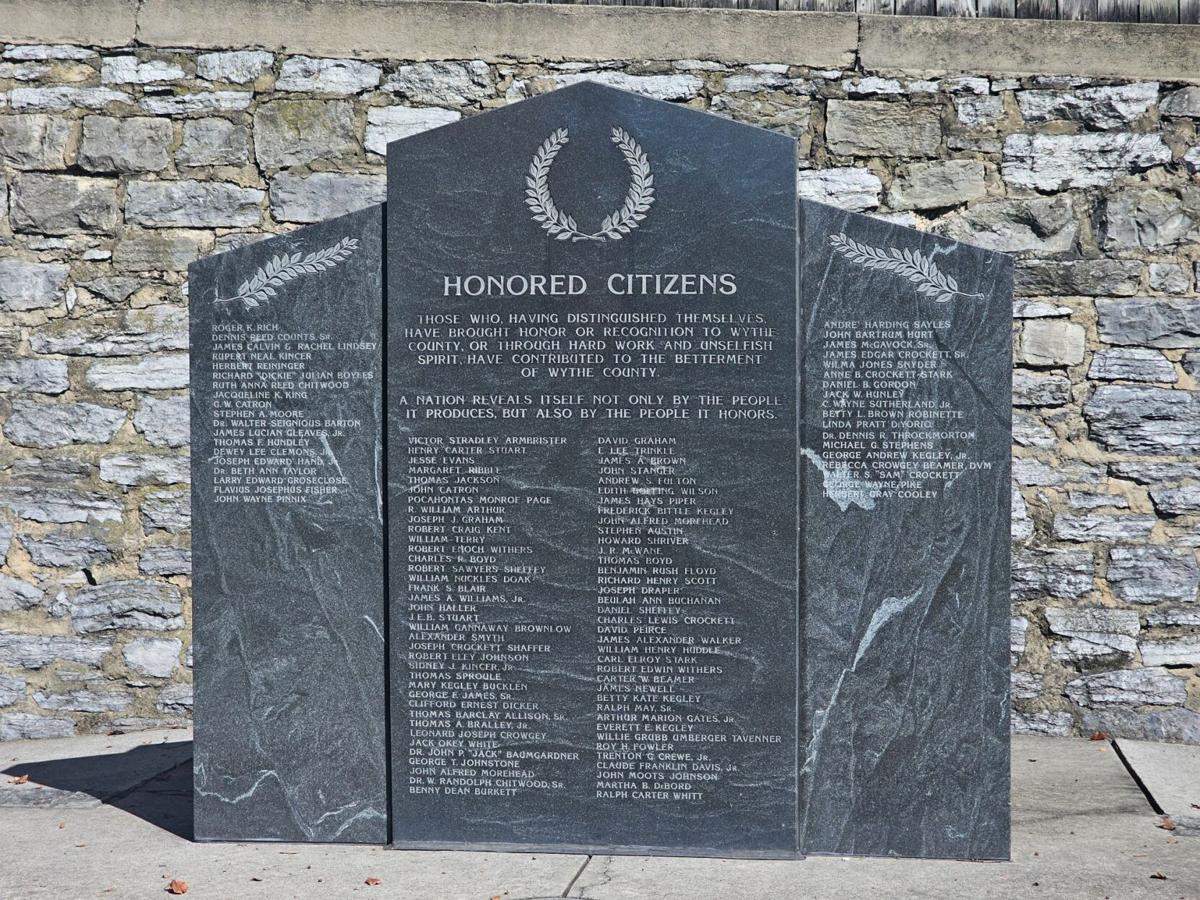 ROGER K. RICH
DENNIS REED COUNTS, SR.
JAMES CALVIN & RACHEL LINDSEY
RUPERT NEAL KINCER
HERBERT REININGER
RICHARD "DICKIE" JULIAN BOYLES
RUTH ANNA REED CHITWOOD
JACQUELINE K. KING
G.W. CATRON
STEPHEN A. MOORE
DR. WALTER SEIGNIOUS BARTON
JAMES LUCIAN GLEAVES, JR.
THOMAS F. HUNDLEY
DEWEY LEE CLEMONS, JR.
JOSEPH EDWARD HAND, JR.
DR. BETH ANN TAYLOR
LARRY EDWARD GROSECLOSE
FLAVIUS JOSEPHUS FISHER
JOHN WAYNE PINNIX
HONORED CITIZENS
THOSE WHO, HAVING DISTINGUISHED THEMSELVES,
HAVE BROUGHT HONOR OR RECOGNITION TO WYTHE
COUNTY, OR THROUGH HARD WORK AND UNSELFISH
SPIRIT, HAVE CONTRIBUTED TO THE BETTERMENT
OF WYTHE COUNTY.
A NATION REVEALS ITSELF NOT ONLY BY THE PEOPLE
IT PRODUCES, BUT ALSO BY THE PEOPLE IT HONORS.
VICTOR STRADLEY ARMBRISTER
HENRY CARTER STUART
JESSE EVANS
MARGARET RIBBLE
THOMAS JACKSON
JOHN CATRON
POCAHONTAS MONROE PAGE
R. WILLIAM ARTHUR
JOSEPH J. GRAHAM
ROBERT CRAIG KENT
WILLIAM TERRY
ROBERT ENOCH WITHERS
CHARLES R. BOYD
ROBERT SAWYERS SHEFFEY
WILLIAM NUCKLES DOAK
FRANK S. BLAIR
JAMES A. WILLIAMS, JR.
JOHN HALLER
J.E.B. STUART
WILLIAM GANNAWAY BROWNLOW
ALEXANDER SMYTH
JOSEPH CROCKETT SHAFFER
ROBERT ELEY JOHNSON
SIDNEY J. KINCER, JR.
THOMAS SPROULE
MARY KEGLEY BUCKLEN
GEORGE F. JAMES, SR.
CLIFFORD ERNEST DICKER
THOMAS BARCLAY ALLISON, SR.
THOMAS A. BRALLEY, JR.
LEONARD JOSEPH CROWGEY
JACK OKEY WHITE
DR. JOHN P. "JACK" BAUMGARDNER
GEORGE T. JOHNSTONE
JOHN ALFRED MOREHEAD
DR. W. RANDOLPH CHITWOOD, SR.
BENNY DEAN BURKETT
DAVID GRAHAM
E. LEE TRINKLE
JAMES A. BROWN
JOHN STANGER
ANDREW S. FULTON
EDITH BOLLING WILSON
JAMES HAYS PIPER
FREDERICK BITTLE KEGLEY
JOHN ALFRED MOREHEAD
STEPHEN AUSTIN
HOWARD SHRIVER
J. R. McWANE
THOMAS BOYD
BENJAMIN RUSH FLOYD
RICHARD HENRY SCOTT
JOSEPH DRAPER
BEULAH ANN BUCHANAN
DANIEL SHEFFEY
CHARLES LEWIS CROCKETT
DAVID PEIRCE
JAMES ALEXANDER WALKER
WILLIAM HENRY HUDDLE
CARL ELROY STARK
ROBERT EDWIN WITHERS
CARTER W. BEAMER
JAMES NEWELL
BETTY KATE KEGLEY
RALPH MAY, SR.
ARTHUR MARION GATES, JR.
EVERETT E. KEGLEY
WILLIE GRUBB UMBERGER TAVENNER
ROY H. FOWLER
TRENTON G. CREWE, JR.
CLAUDE FRANKLIN DAVIS, JR.
JOHN MOOTS JOHNSON
MARTHA B. DEBORD
RALPH CARTER WHITT
ANDRE' HARDING SAYLES
JOHN BARTRUM HURT
JAMES McGAVOCK, SR.
JAMES EDGAR CROCKETT, SR.
WILMA JONES SNYDER
ANNE B. CROCKETT-STARK
DANIEL B. GORDON
JACK W. HUNLEY
C. WAYNE SUTHERLAND, JR.
BETTY L. BROWN ROBINETTE
LINDA PRATT DIYORIO
DR. DENNIS R. THROCKMORTON
MICHAEL G. STEPHENS
GEORGE ANDREW KEGLEY, JR.
REBECCA CROWGEY BEAMER, DVM
WALTER S. "SAM" CROCKETT
GEORGE WAYNE PIKE
HERBERT GRAY COOLEY